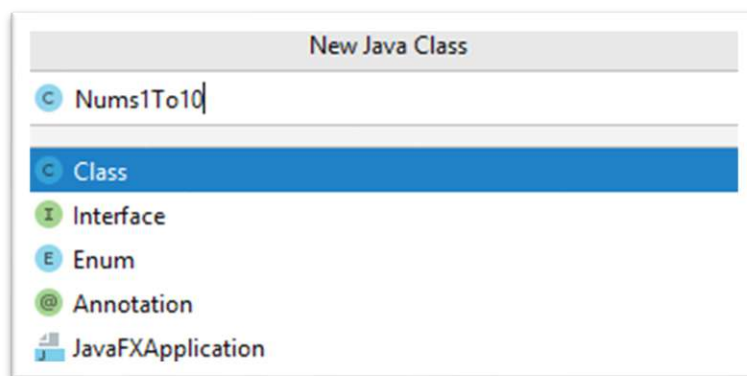 New Java Class
C Nums1To10
C Class
I Interface
E Enum
@ Annotation
J JavaFXApplication